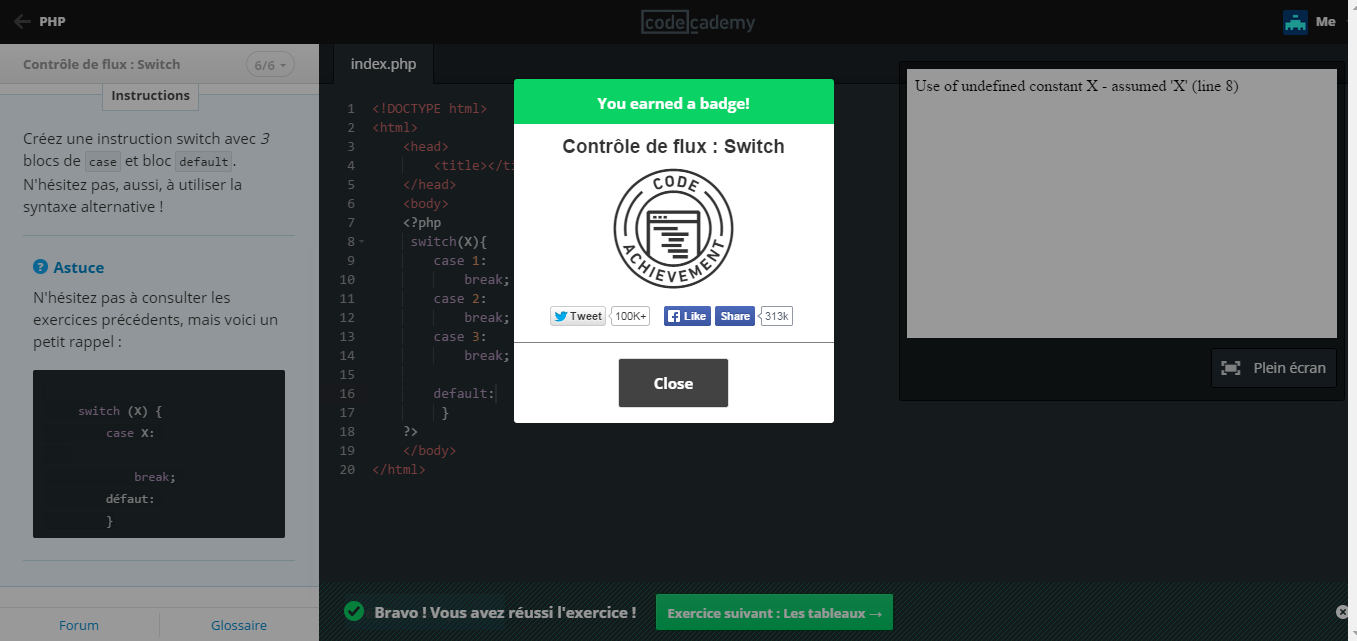 PHP
codecademy
Me
Contrôle de flux : Switch
6/6
Instructions
Créez une instruction switch avec 3
blocs de case et bloc default.
N'hésitez pas, aussi, à utiliser la
syntaxe alternative !
Astuce
N'hésitez pas à consulter les
exercices précédents, mais voici un
petit rappel :
switch (X) {
case X:
break;
défaut:
}
Forum
Glossaire
index.php
1 <!DOCTYPE html>
2 <html>
3 <head>
4 <title></ti
5 </head>
6 <body>
7 <?php
8 switch(X){
9 case 1:
10 break;
11 case 2:
12 break;
13 case 3:
14 break;
15
16 default:
17 }
18 ?>
19 </body>
20 </html>
You earned a badge!
Contrôle de flux : Switch
CODE
ACHIEVEMENT
Tweet 100K+ Like Share 313k
Close
Use of undefined constant X - assumed 'X' (line 8)
Plein écran
Bravo ! Vous avez réussi l'exercice !
Exercice suivant : Les tableaux →